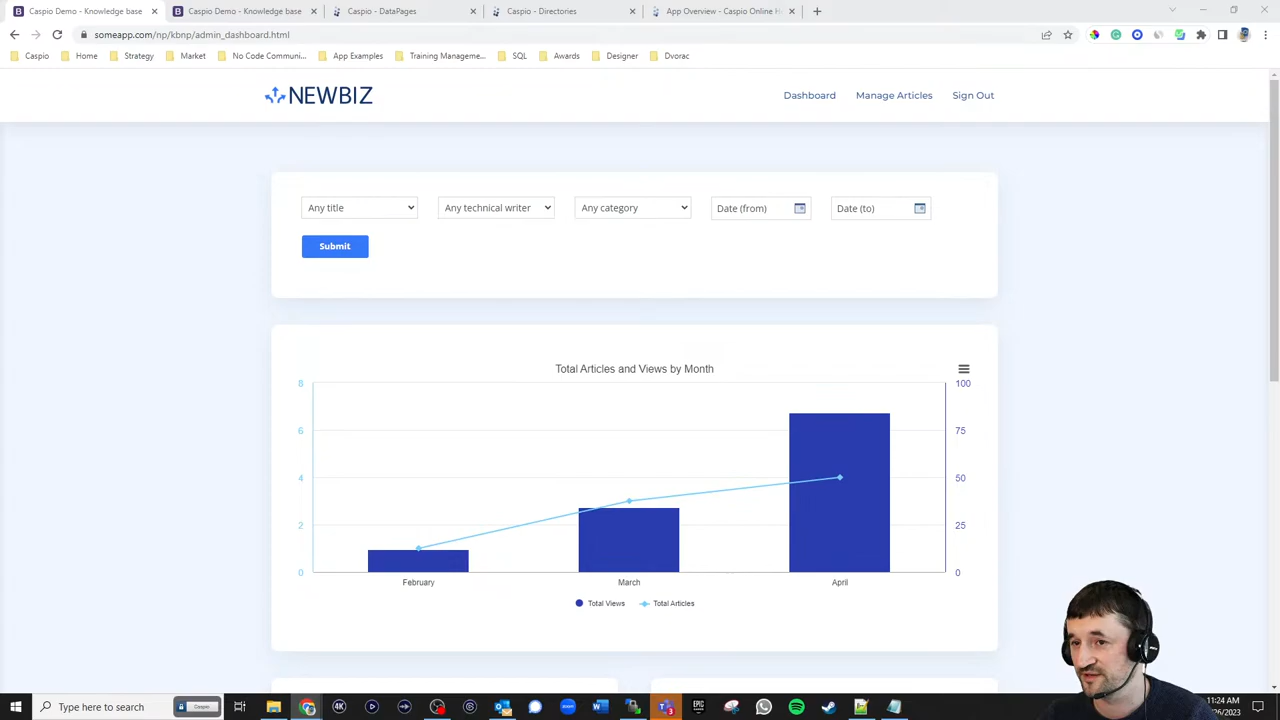 Caspio Demo - Knowledge base
Caspio Demo - Knowledge base
Caspio - DataPages
Caspio - Directories
App Overview - Caspio Online H
someapp.com/np/kbnp/admin_dashboard.html
Caspio
Home
Strategy
Market
No Code Communi...
App Examples
Training Manageme...
SQL
Awards
Designer
Dvorac
NEWBIZ
Dashboard
Manage Articles
Sign Out
Any title
Any technical writer
Any category
Date (from)
Date (to)
Submit
Total Articles and Views by Month
8
100
6
75
4
50
2
25
0
0
February
March
April
Total Views
Total Articles
Type here to search
11:24 AM
/26/2023